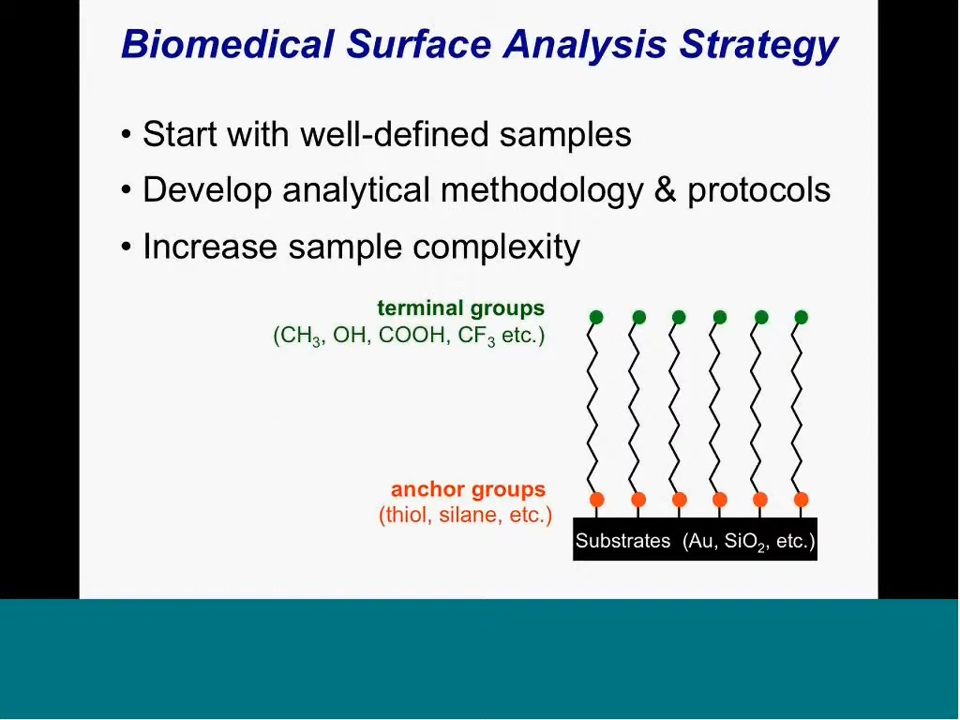 Biomedical Surface Analysis Strategy
• Start with well-defined samples
• Develop analytical methodology & protocols
• Increase sample complexity
terminal groups
(CH₃, OH, COOH, CF₃ etc.)
anchor groups
(thiol, silane, etc.)
Substrates (Au, SiO₂, etc.)